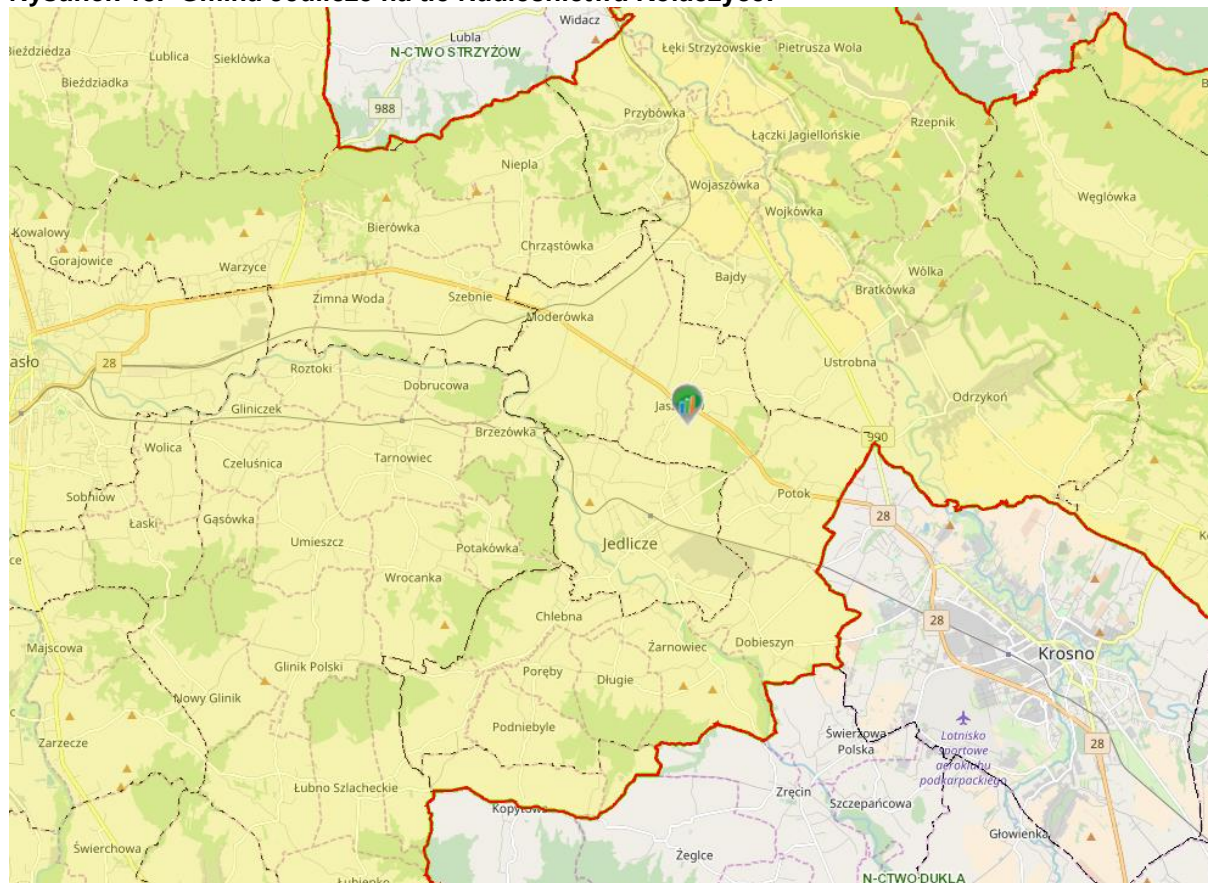 Widacz
Lubla
N-CTWO STRZYŻÓW
Łęki Strzyżowskie
Pietrusza Wola
Bieździedza
Lublica
Sieklówka
Bieździadka
988
Przybówka
Łączki Jagiellońskie
Rzepnik
Niepla
Wojaszówka
Węglówka
Wojkówka
Bierówka
Kowalowy
Gorajowice
Warzyce
Chrząstówka
Bajdy
Wólka
Bratkówka
Zimna Woda
Szebnie
Moderówka
28
Roztoki
Ustrobna
Dobrucowa
Odrzykoń
Gliniczek
Brzezówka
990
Wolica
Czeluśnica
Tarnowiec
Potok
Sobniów
Łaski
Gąsówka
28
Umieszcz
Potakówka
Jedlicze
Wrocanka
Chlebna
28
Majscowa
Żarnowiec
Dobieszyn
Krosno
Glinik Polski
Poręby
Długie
Nowy Glinik
Podniebyle
Świerzowa
Polska
Lotnisko
sportowe
aeroklubu
podkarpackiego
28
Zarzecze
Łubno Szlacheckie
Zręcin
Szczepańcowa
Kopytowa
Głowienka
Świerchowa
Żeglce
Łubienko
N-CTWO DUKLA